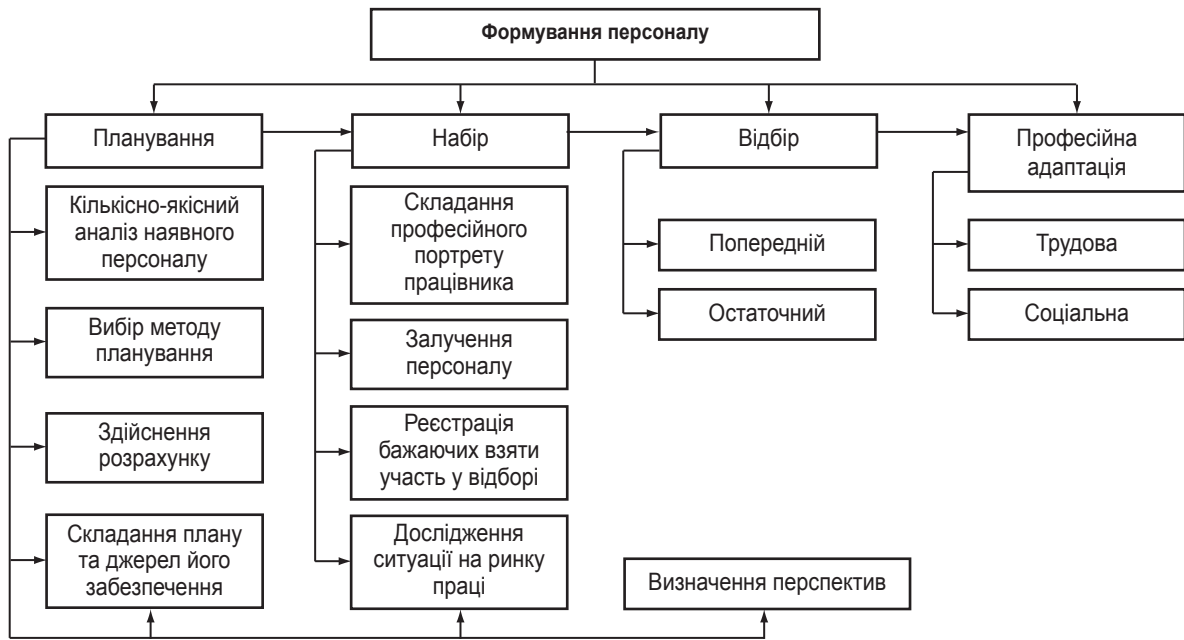 Формування персоналу
Планування
Набір
Відбір
Професійна
адаптація
Кількісно-якісний
аналіз наявного
персоналу
Вибір методу
планування
Здійснення
розрахунку
Складання плану
та джерел його
забезпечення
Складання
професійного
портрету
працівника
Залучення
персоналу
Реєстрація
бажаючих взяти
участь у відборі
Дослідження
ситуації на ринку
праці
Попередній
Остаточний
Трудова
Соціальна
Визначення перспектив